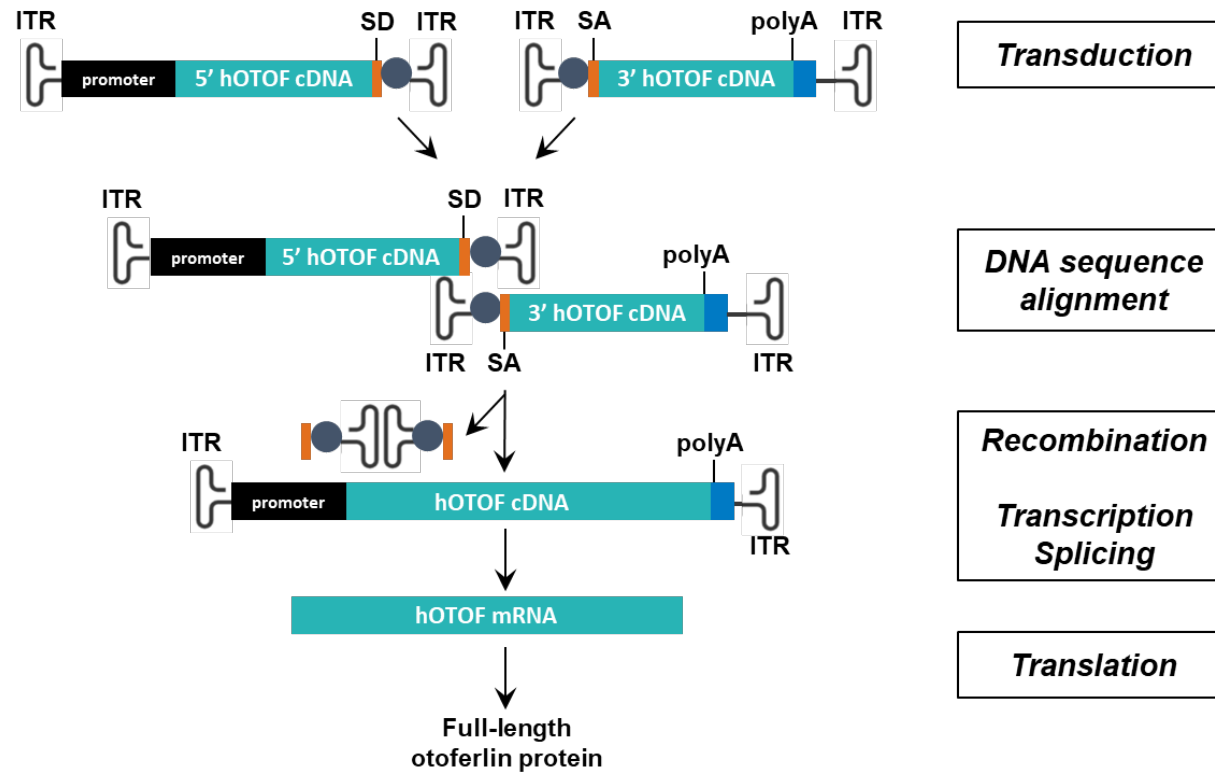 ITR
SD
ITR
ITR
SA
polyA
ITR
promoter
5’ hOTOF cDNA
3’ hOTOF cDNA
Transduction
ITR
SD
ITR
promoter
5’ hOTOF cDNA
polyA
3’ hOTOF cDNA
ITR
SA
ITR
DNA sequence
alignment
ITR
polyA
promoter
hOTOF cDNA
ITR
Recombination
Transcription
Splicing
hOTOF mRNA
Translation
Full-length
otoferlin protein